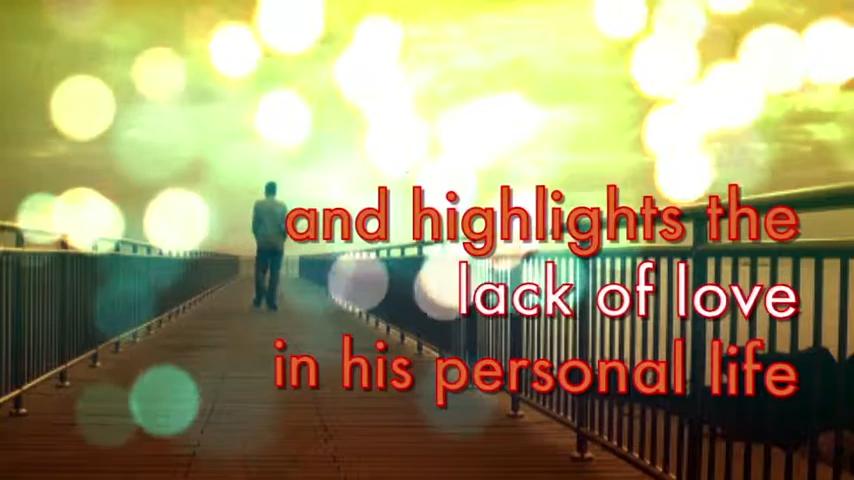 and highlights the
lack of love
in his personal life